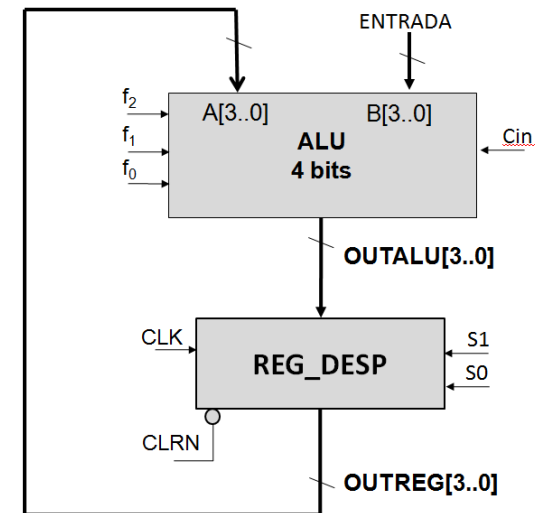 ENTRADA
f2
f1
f0
A[3..0] B[3..0]
ALU
4 bits
Cin
OUTALU[3..0]
CLK
REG_DESP
S1
S0
CLRN
OUTREG[3..0]